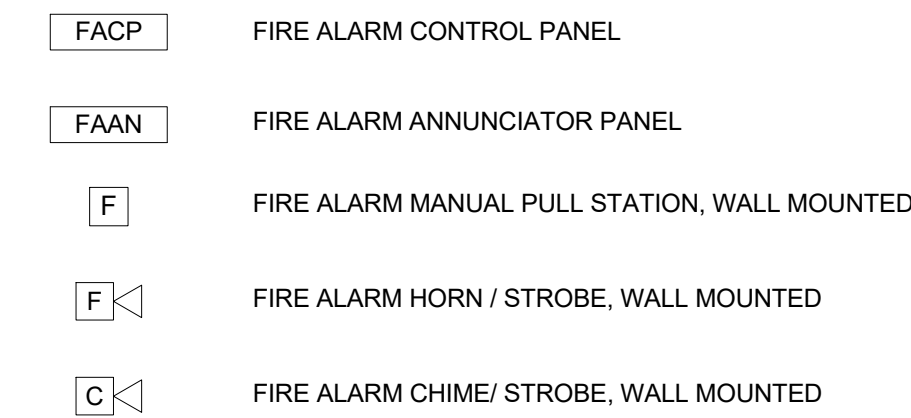 FACP FIRE ALARM CONTROL PANEL
FAAN FIRE ALARM ANNUNCIATOR PANEL
F FIRE ALARM MANUAL PULL STATION, WALL MOUNTED
F FIRE ALARM HORN / STROBE, WALL MOUNTED
C FIRE ALARM CHIME/ STROBE, WALL MOUNTED